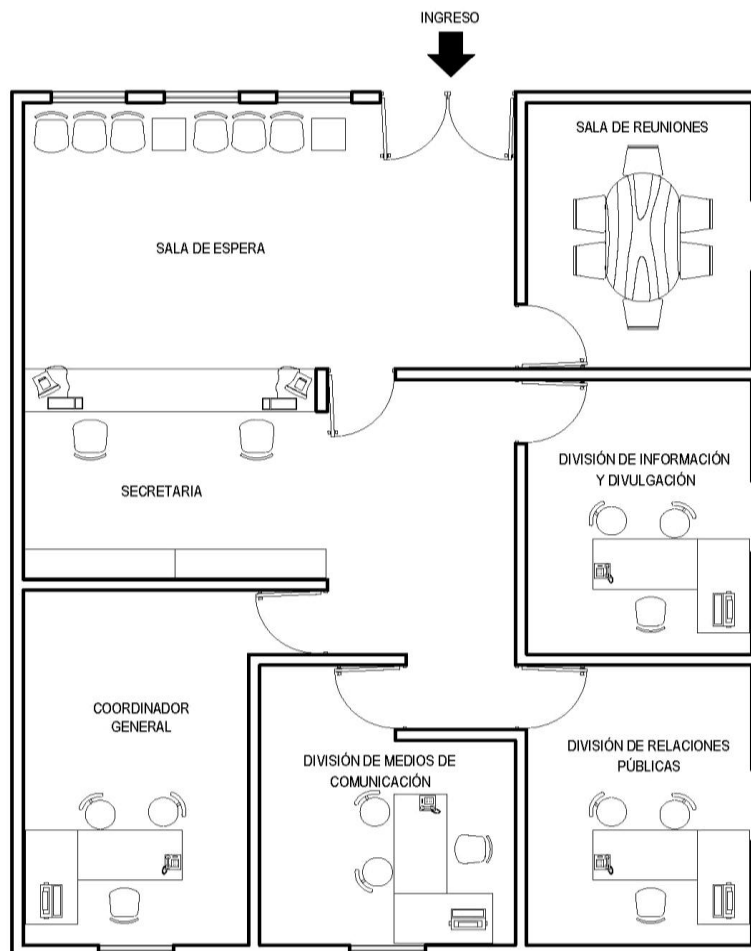 INGRESO
SALA DE REUNIONES
SALA DE ESPERA
DIVISIÓN DE INFORMACIÓN
Y DIVULGACIÓN
SECRETARIA
COORDINADOR
GENERAL
DIVISIÓN DE RELACIONES
PÚBLICAS
DIVISIÓN DE MEDIOS DE
COMUNICACIÓN